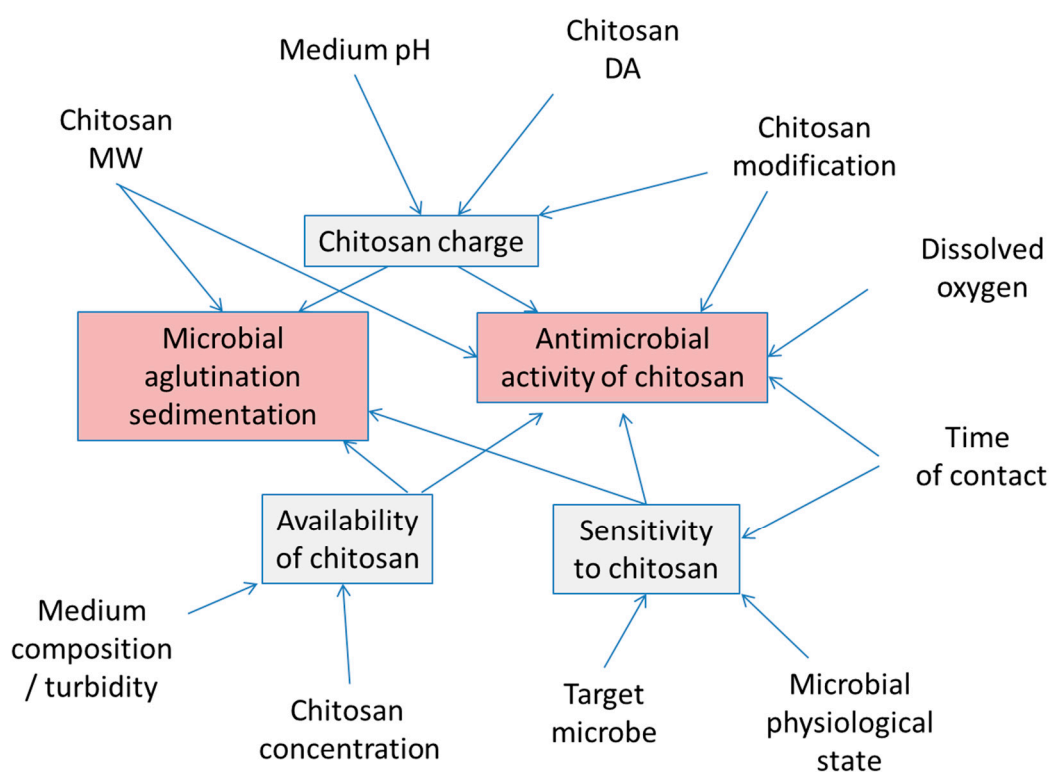 Medium pH
Chitosan
DA
Chitosan
MW
Chitosan
modification
Chitosan charge
Dissolved
oxygen
Microbial
aglutination
sedimentation
Antimicrobial
activity of chitosan
Time
of contact
Availability
of chitosan
Sensitivity
to chitosan
Medium
composition
/ turbidity
Chitosan
concentration
Target
microbe
Microbial
physiological
state